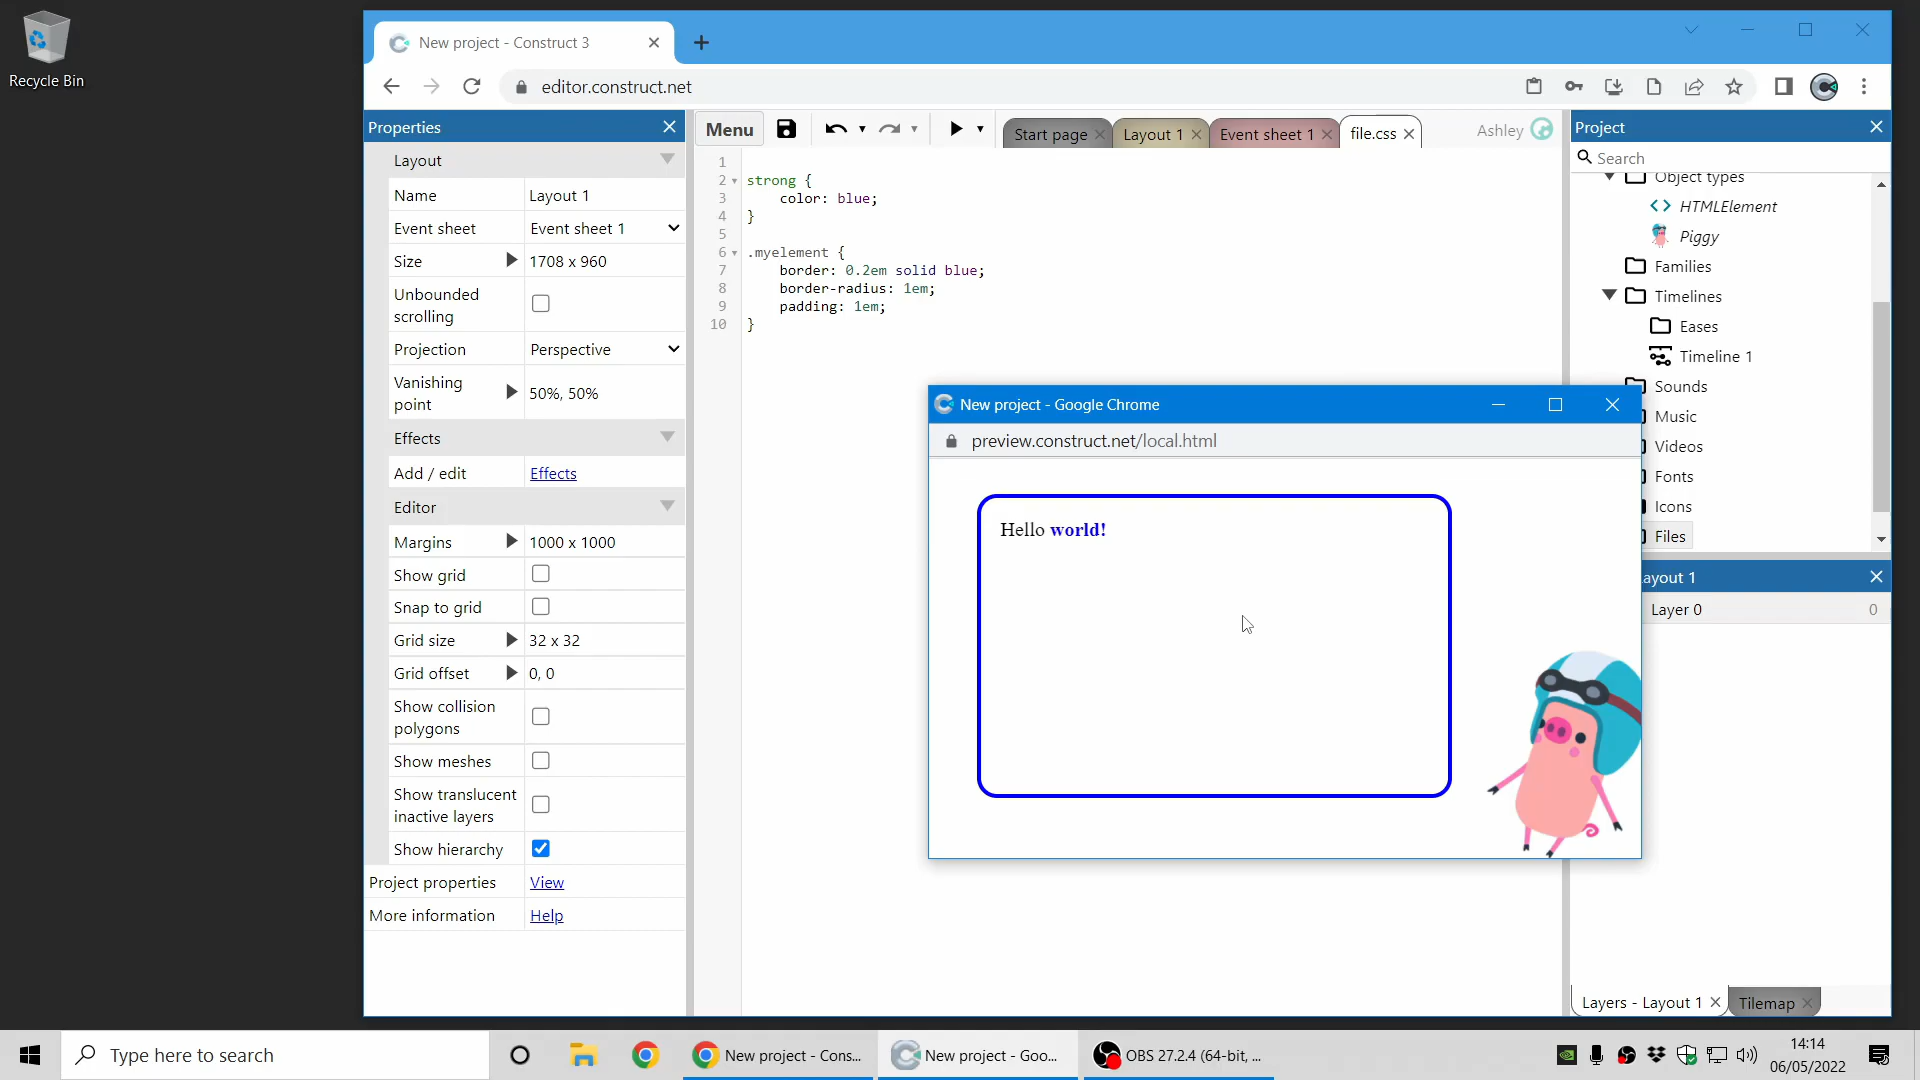 Recycle Bin
New project - Construct 3
editor.construct.net
Properties
Layout
Name Layout 1
Event sheet Event sheet 1
Size 1708 x 960
Unbounded
scrolling
Projection Perspective
Vanishing
point 50%, 50%
Effects
Add / edit Effects
Editor
Margins 1000 x 1000
Show grid
Snap to grid
Grid size 32 x 32
Grid offset 0, 0
Show collision
polygons
Show meshes
Show translucent
inactive layers
Show hierarchy
Project properties View
More information Help
Menu
Start page Layout 1 Event sheet 1 file.css Ashley
1
2 strong {
3 color: blue;
4 }
5
6 .myelement {
7 border: 0.2em solid blue;
8 border-radius: 1em;
9 padding: 1em;
10 }
New project - Google Chrome
preview.construct.net/local.html
Hello world!
Project
Search
Object types
HTMLElement
Piggy
Families
Timelines
Eases
Timeline 1
Sounds
Music
Videos
Fonts
Icons
Files
ayout 1
Layer 0 0
Layers - Layout 1 Tilemap
Type here to search
New project - Cons...
New project - Goo...
OBS 27.2.4 (64-bit, ...
14:14
06/05/2022